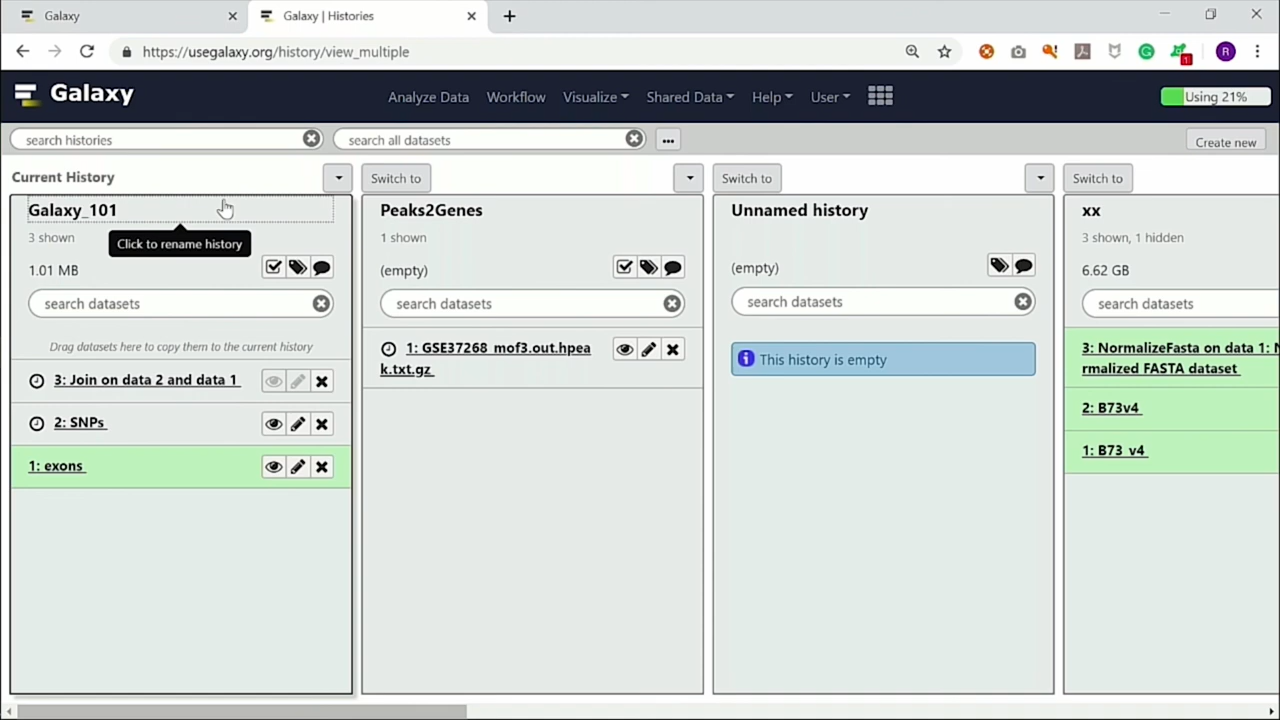 Galaxy
Galaxy | Histories
https://usegalaxy.org/history/view_multiple
1
R
Galaxy
Analyze Data
Workflow
Visualize
Shared Data
Help
User
Using 21%
search histories
search all datasets
...
Create new
Current History
Switch to
Switch to
Switch to
Galaxy_101
3 shown
Click to rename history
1.01 MB
search datasets
Drag datasets here to copy them to the current history
3: Join on data 2 and data 1
2: SNPs
1: exons
Peaks2Genes
1 shown
(empty)
search datasets
1: GSE37268_mof3.out.hpea
k.txt.gz
Unnamed history
(empty)
search datasets
This history is empty
xx
3 shown, 1 hidden
6.62 GB
search datasets
3: NormalizeFasta on data 1: N
rmalized FASTA dataset
2: B73v4
1: B73_v4